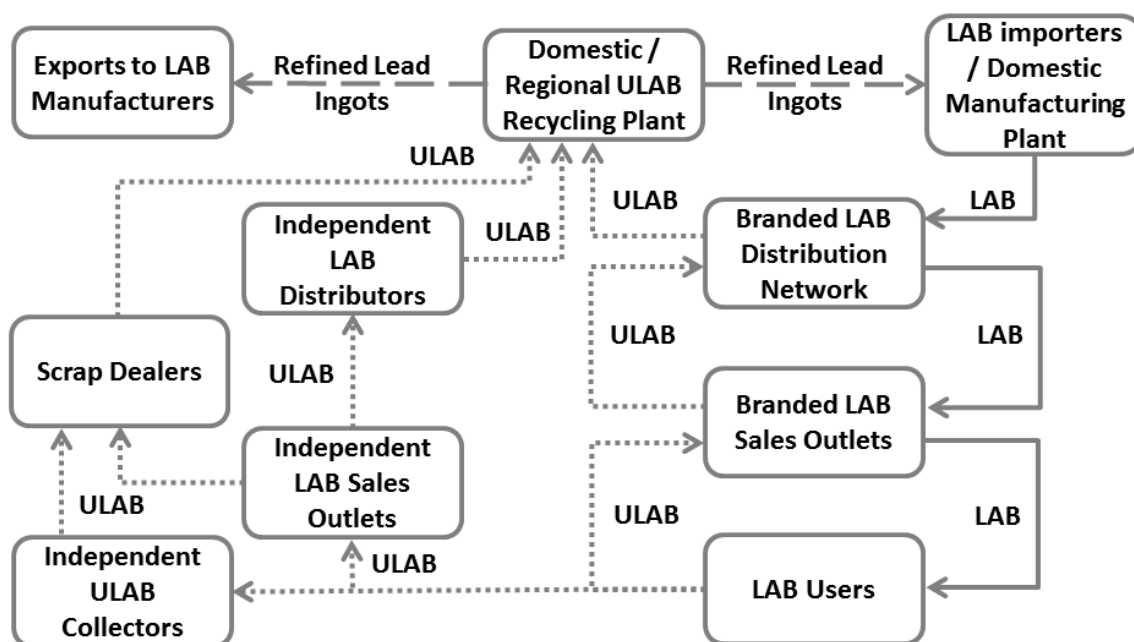 Exports to LAB
Manufacturers
Refined Lead
Ingots
Domestic /
Regional ULAB
Recycling Plant
Refined Lead
Ingots
LAB importers
/ Domestic
Manufacturing
Plant
ULAB
ULAB
ULAB
LAB
Independent
LAB
Distributors
Branded LAB
Distribution
Network
Scrap Dealers
ULAB
ULAB
LAB
Branded LAB
Sales Outlets
Independent
LAB Sales
Outlets
ULAB
ULAB
LAB
Independent
ULAB
Collectors
ULAB
LAB Users